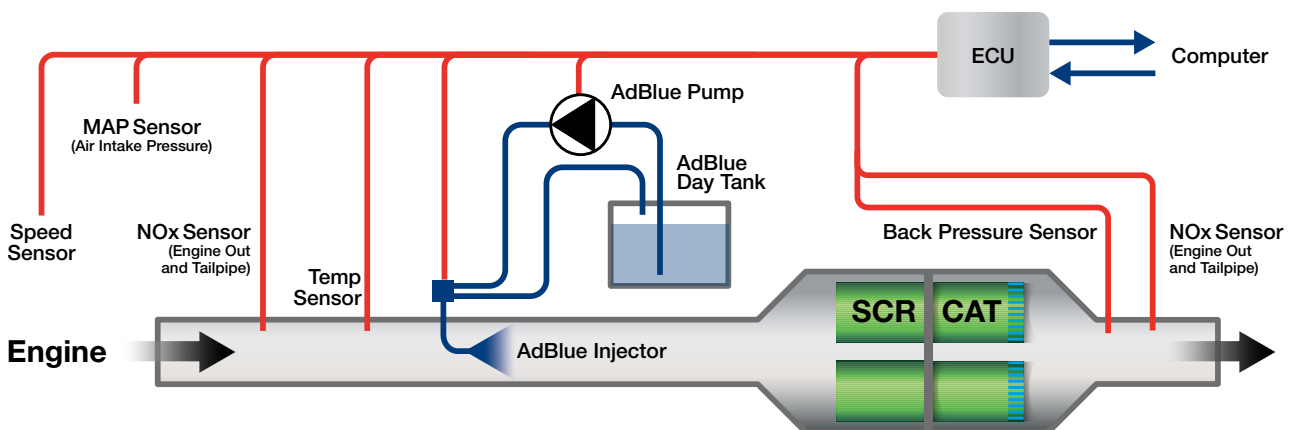 ECU
Computer
AdBlue Pump
MAP Sensor
(Air Intake Pressure)
AdBlue
Day Tank
Speed
Sensor
NOx Sensor
(Engine Out
and Tailpipe)
Temp
Sensor
Back Pressure Sensor
NOx Sensor
(Engine Out
and Tailpipe)
SCR CAT
Engine
AdBlue Injector